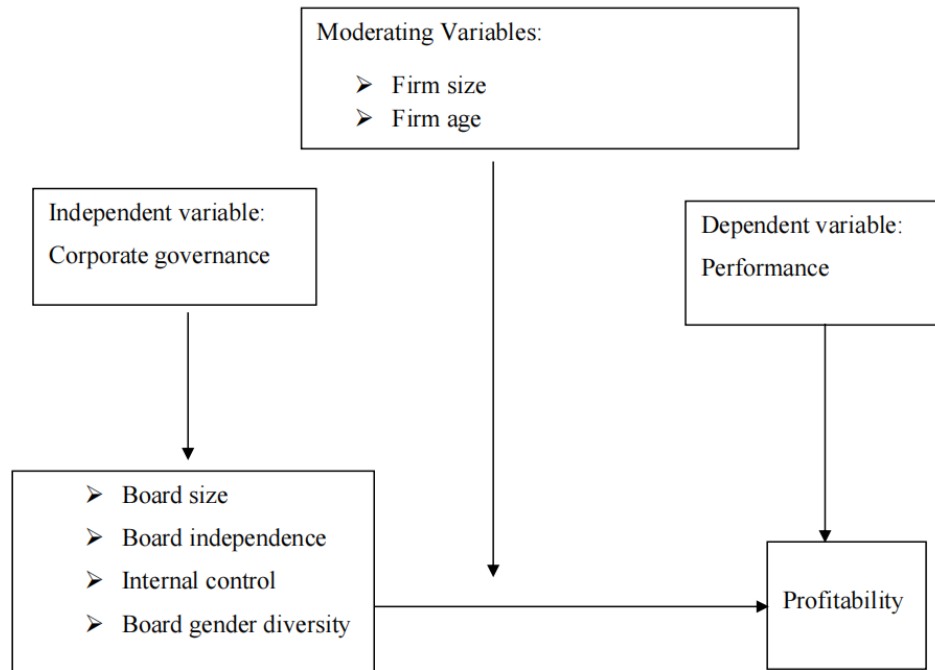 Moderating Variables:
➢ Firm size
➢ Firm age
Independent variable:
Corporate governance
Dependent variable:
Performance
➢ Board size
➢ Board independence
➢ Internal control
➢ Board gender diversity
Profitability